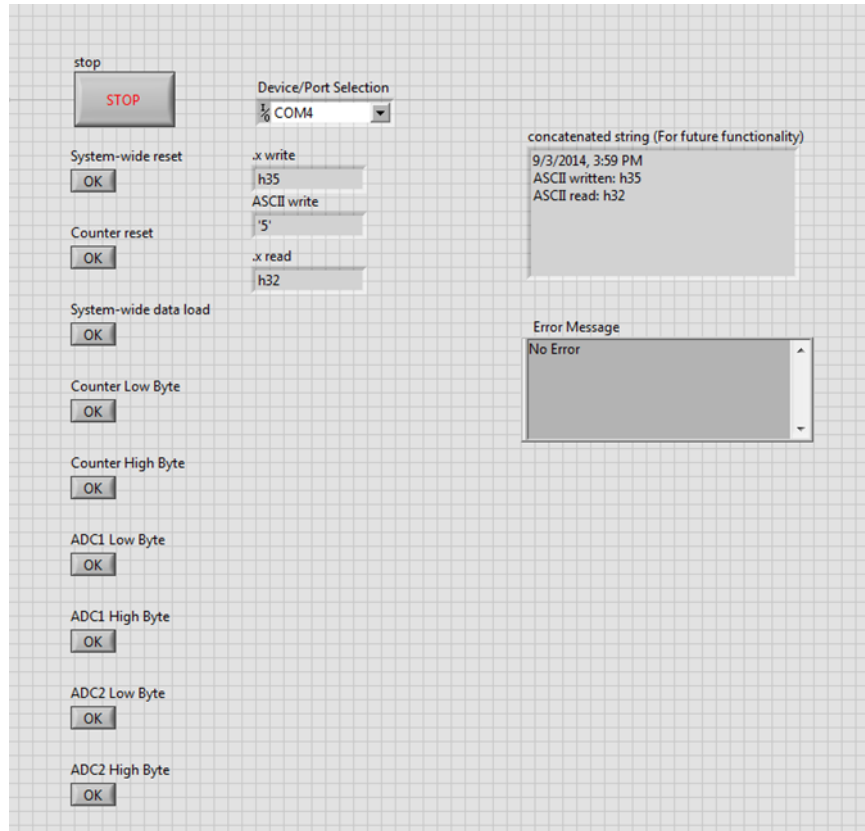 stop
STOP
Device/Port Selection
I/O COM4
System-wide reset
OK
.x write
h35
ASCII write
'5'
Counter reset
OK
.x read
h32
System-wide data load
OK
Counter Low Byte
OK
Counter High Byte
OK
ADC1 Low Byte
OK
ADC1 High Byte
OK
ADC2 Low Byte
OK
ADC2 High Byte
OK
concatenated string (For future functionality)
9/3/2014, 3:59 PM
ASCII written: h35
ASCII read: h32
Error Message
No Error